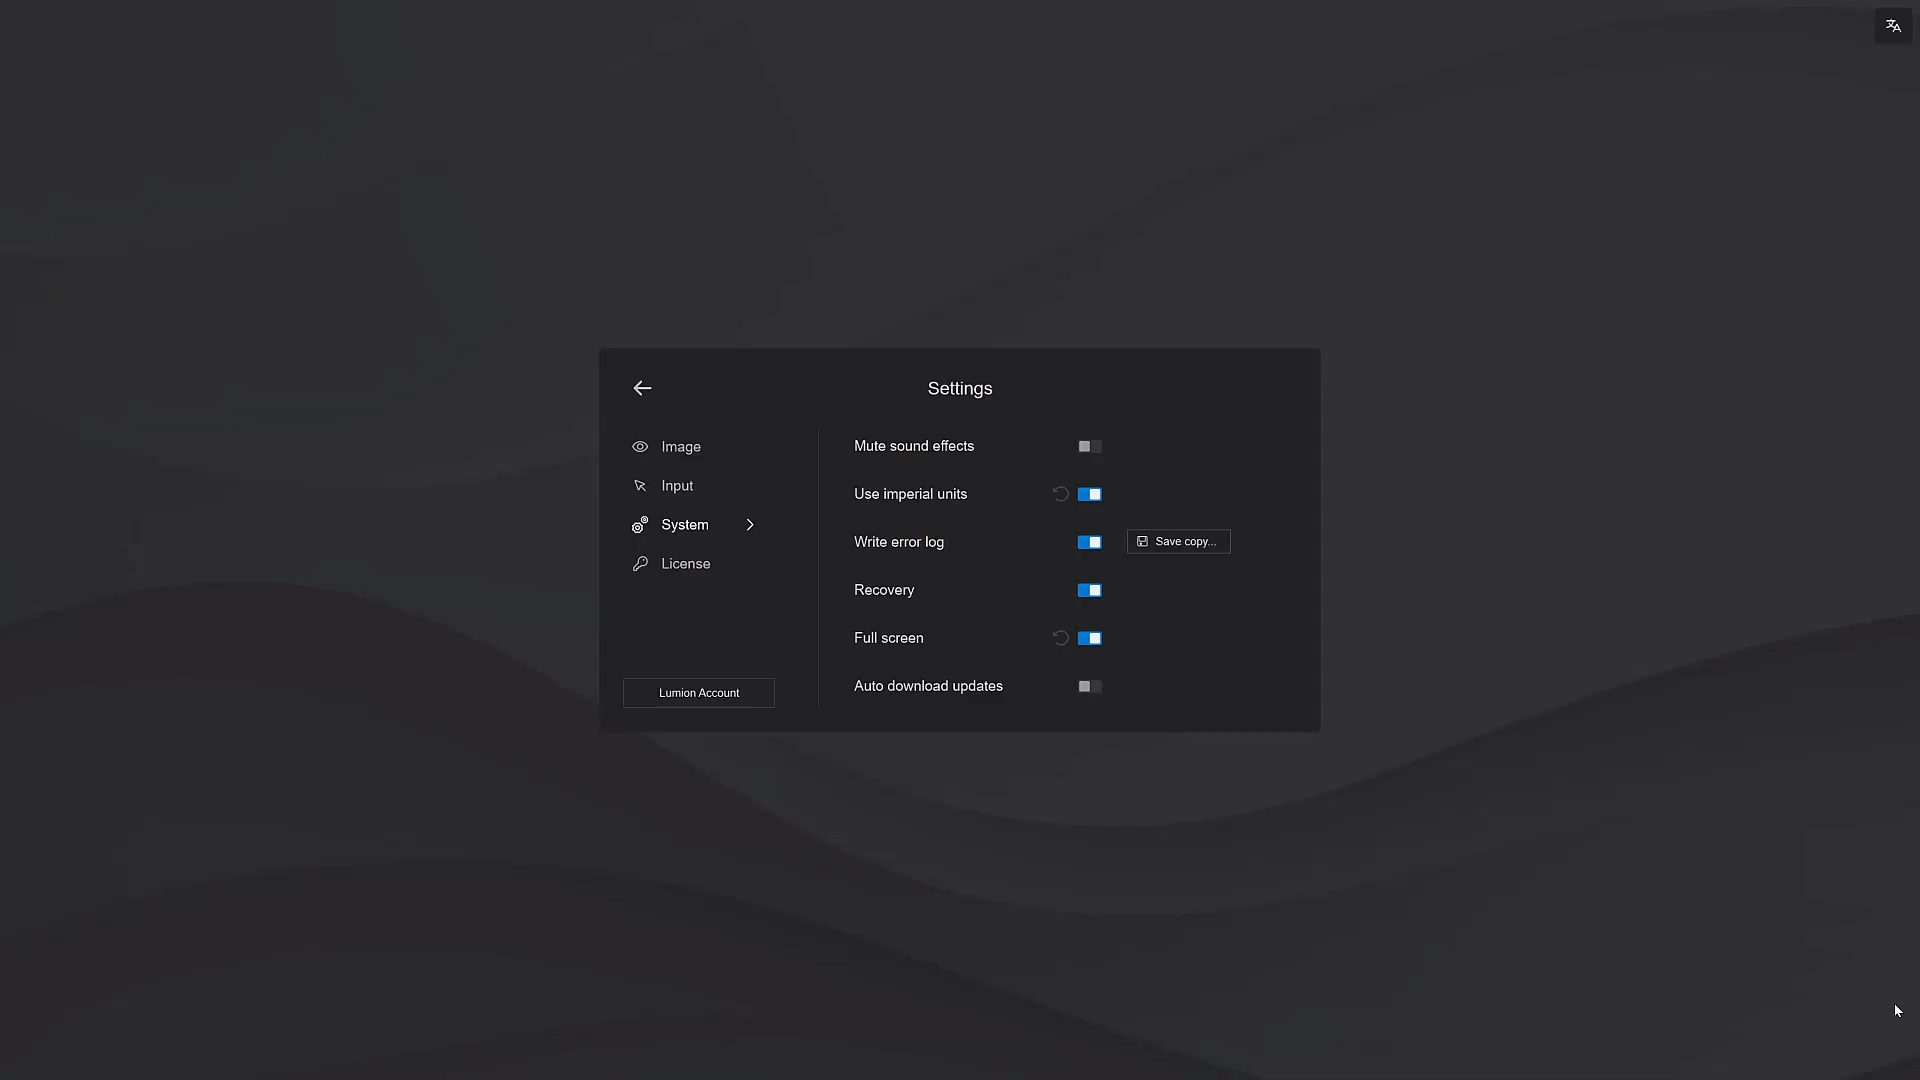 Settings
Image
Input
System
License
Lumion Account
Mute sound effects
Use imperial units
Write error log
Save copy...
Recovery
Full screen
Auto download updates